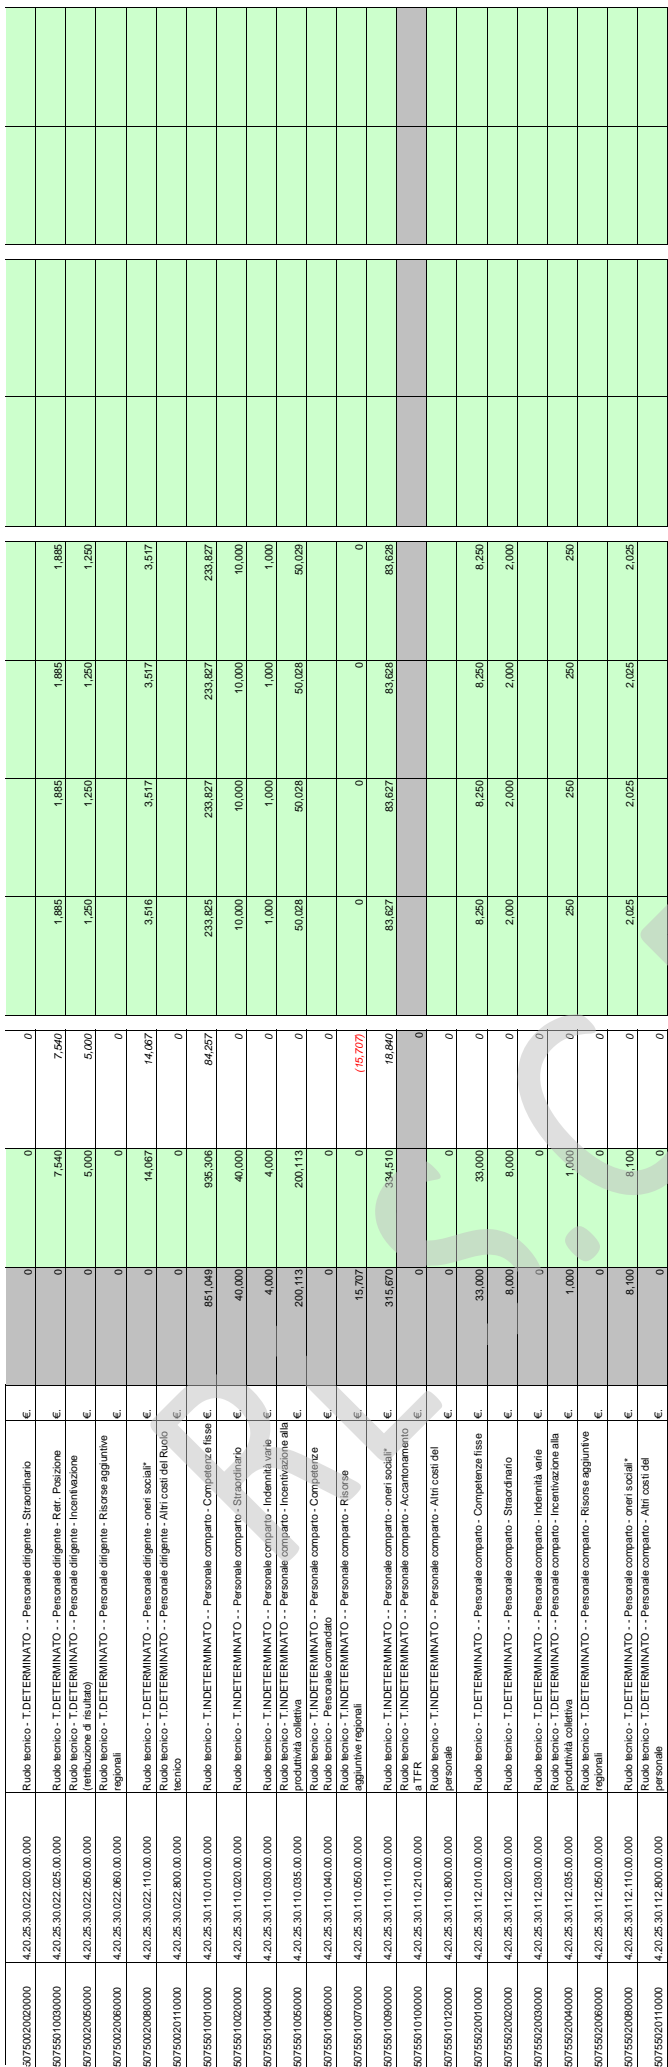 50750020020000 4.20.25.30.022.020.00.000 Ruolo tecnico - T.DETERMINATO - - Personale dirigente - Straordinario €. 0 0 0
50755010030000 4.20.25.30.022.025.00.000 Ruolo tecnico - T.DETERMINATO - - Personale dirigente - Retr. Posizione €. 0 7,540 7,540 1,885 1,885 1,885 1,885
50750020050000 4.20.25.30.022.050.00.000 Ruolo tecnico - T.DETERMINATO - - Personale dirigente - Incentivazione
(retribuzione di risultato) €. 0 5,000 5,000 1,250 1,250 1,250 1,250
50750020060000 4.20.25.30.022.060.00.000 Ruolo tecnico - T.DETERMINATO - - Personale dirigente - Risorse aggiuntive
regionali €. 0 0 0
50750020080000 4.20.25.30.022.110.00.000 Ruolo tecnico - T.DETERMINATO - - Personale dirigente - oneri sociali* €. 0 14,067 14,067 3,516 3,517 3,517 3,517
50750020110000 4.20.25.30.022.800.00.000 Ruolo tecnico - T.DETERMINATO - - Personale dirigente - Altri costi del Ruolo
tecnico €. 0 0 0
50755010010000 4.20.25.30.110.010.00.000 Ruolo tecnico - T.INDETERMINATO - - Personale comparto - Competenze fisse €. 851,049 935,306 84,257 233,825 233,827 233,827 233,827
50755010020000 4.20.25.30.110.020.00.000 Ruolo tecnico - T.INDETERMINATO - - Personale comparto - Straordinario €. 40,000 40,000 0 10,000 10,000 10,000 10,000
50755010040000 4.20.25.30.110.030.00.000 Ruolo tecnico - T.INDETERMINATO - - Personale comparto - Indennità varie €. 4,000 4,000 0 1,000 1,000 1,000 1,000
50755010050000 4.20.25.30.110.035.00.000 Ruolo tecnico - T.INDETERMINATO - - Personale comparto - Incentivazione alla
produttività collettiva €. 200,113 200,113 0 50,028 50,028 50,028 50,029
50755010060000 4.20.25.30.110.040.00.000 Ruolo tecnico - T.INDETERMINATO - - Personale comparto - Competenze
Ruolo tecnico - Personale comandato €. 0 0 0
50755010070000 4.20.25.30.110.050.00.000 Ruolo tecnico - T.INDETERMINATO - - Personale comparto - Risorse
aggiuntive regionali €. 15,707 0 (15,707) 0 0 0 0
50755010090000 4.20.25.30.110.110.00.000 Ruolo tecnico - T.INDETERMINATO - - Personale comparto - oneri sociali* €. 315,670 334,510 18,840 83,627 83,627 83,628 83,628
50755010100000 4.20.25.30.110.210.00.000 Ruolo tecnico - T.INDETERMINATO - - Personale comparto - Accantonamento
a TFR €. 0 0
50755010120000 4.20.25.30.110.800.00.000 Ruolo tecnico - T.INDETERMINATO - - Personale comparto - Altri costi del
personale €. 0 0 0
50755020010000 4.20.25.30.112.010.00.000 Ruolo tecnico - T.DETERMINATO - - Personale comparto - Competenze fisse €. 33,000 33,000 0 8,250 8,250 8,250 8,250
50755020020000 4.20.25.30.112.020.00.000 Ruolo tecnico - T.DETERMINATO - - Personale comparto - Straordinario €. 8,000 8,000 0 2,000 2,000 2,000 2,000
50755020030000 4.20.25.30.112.030.00.000 Ruolo tecnico - T.DETERMINATO - - Personale comparto - Indennità varie €. 0 0 0
50755020040000 4.20.25.30.112.035.00.000 Ruolo tecnico - T.DETERMINATO - - Personale comparto - Incentivazione alla
produttività collettiva €. 1,000 1,000 0 250 250 250 250
50755020060000 4.20.25.30.112.050.00.000 Ruolo tecnico - T.DETERMINATO - - Personale comparto - Risorse aggiuntive
regionali €. 0 0 0
50755020080000 4.20.25.30.112.110.00.000 Ruolo tecnico - T.DETERMINATO - - Personale comparto - oneri sociali* €. 8,100 8,100 0 2,025 2,025 2,025 2,025
50755020110000 4.20.25.30.112.800.00.000 Ruolo tecnico - T.DETERMINATO - - Personale comparto - Altri costi del
personale €. 0 0 0